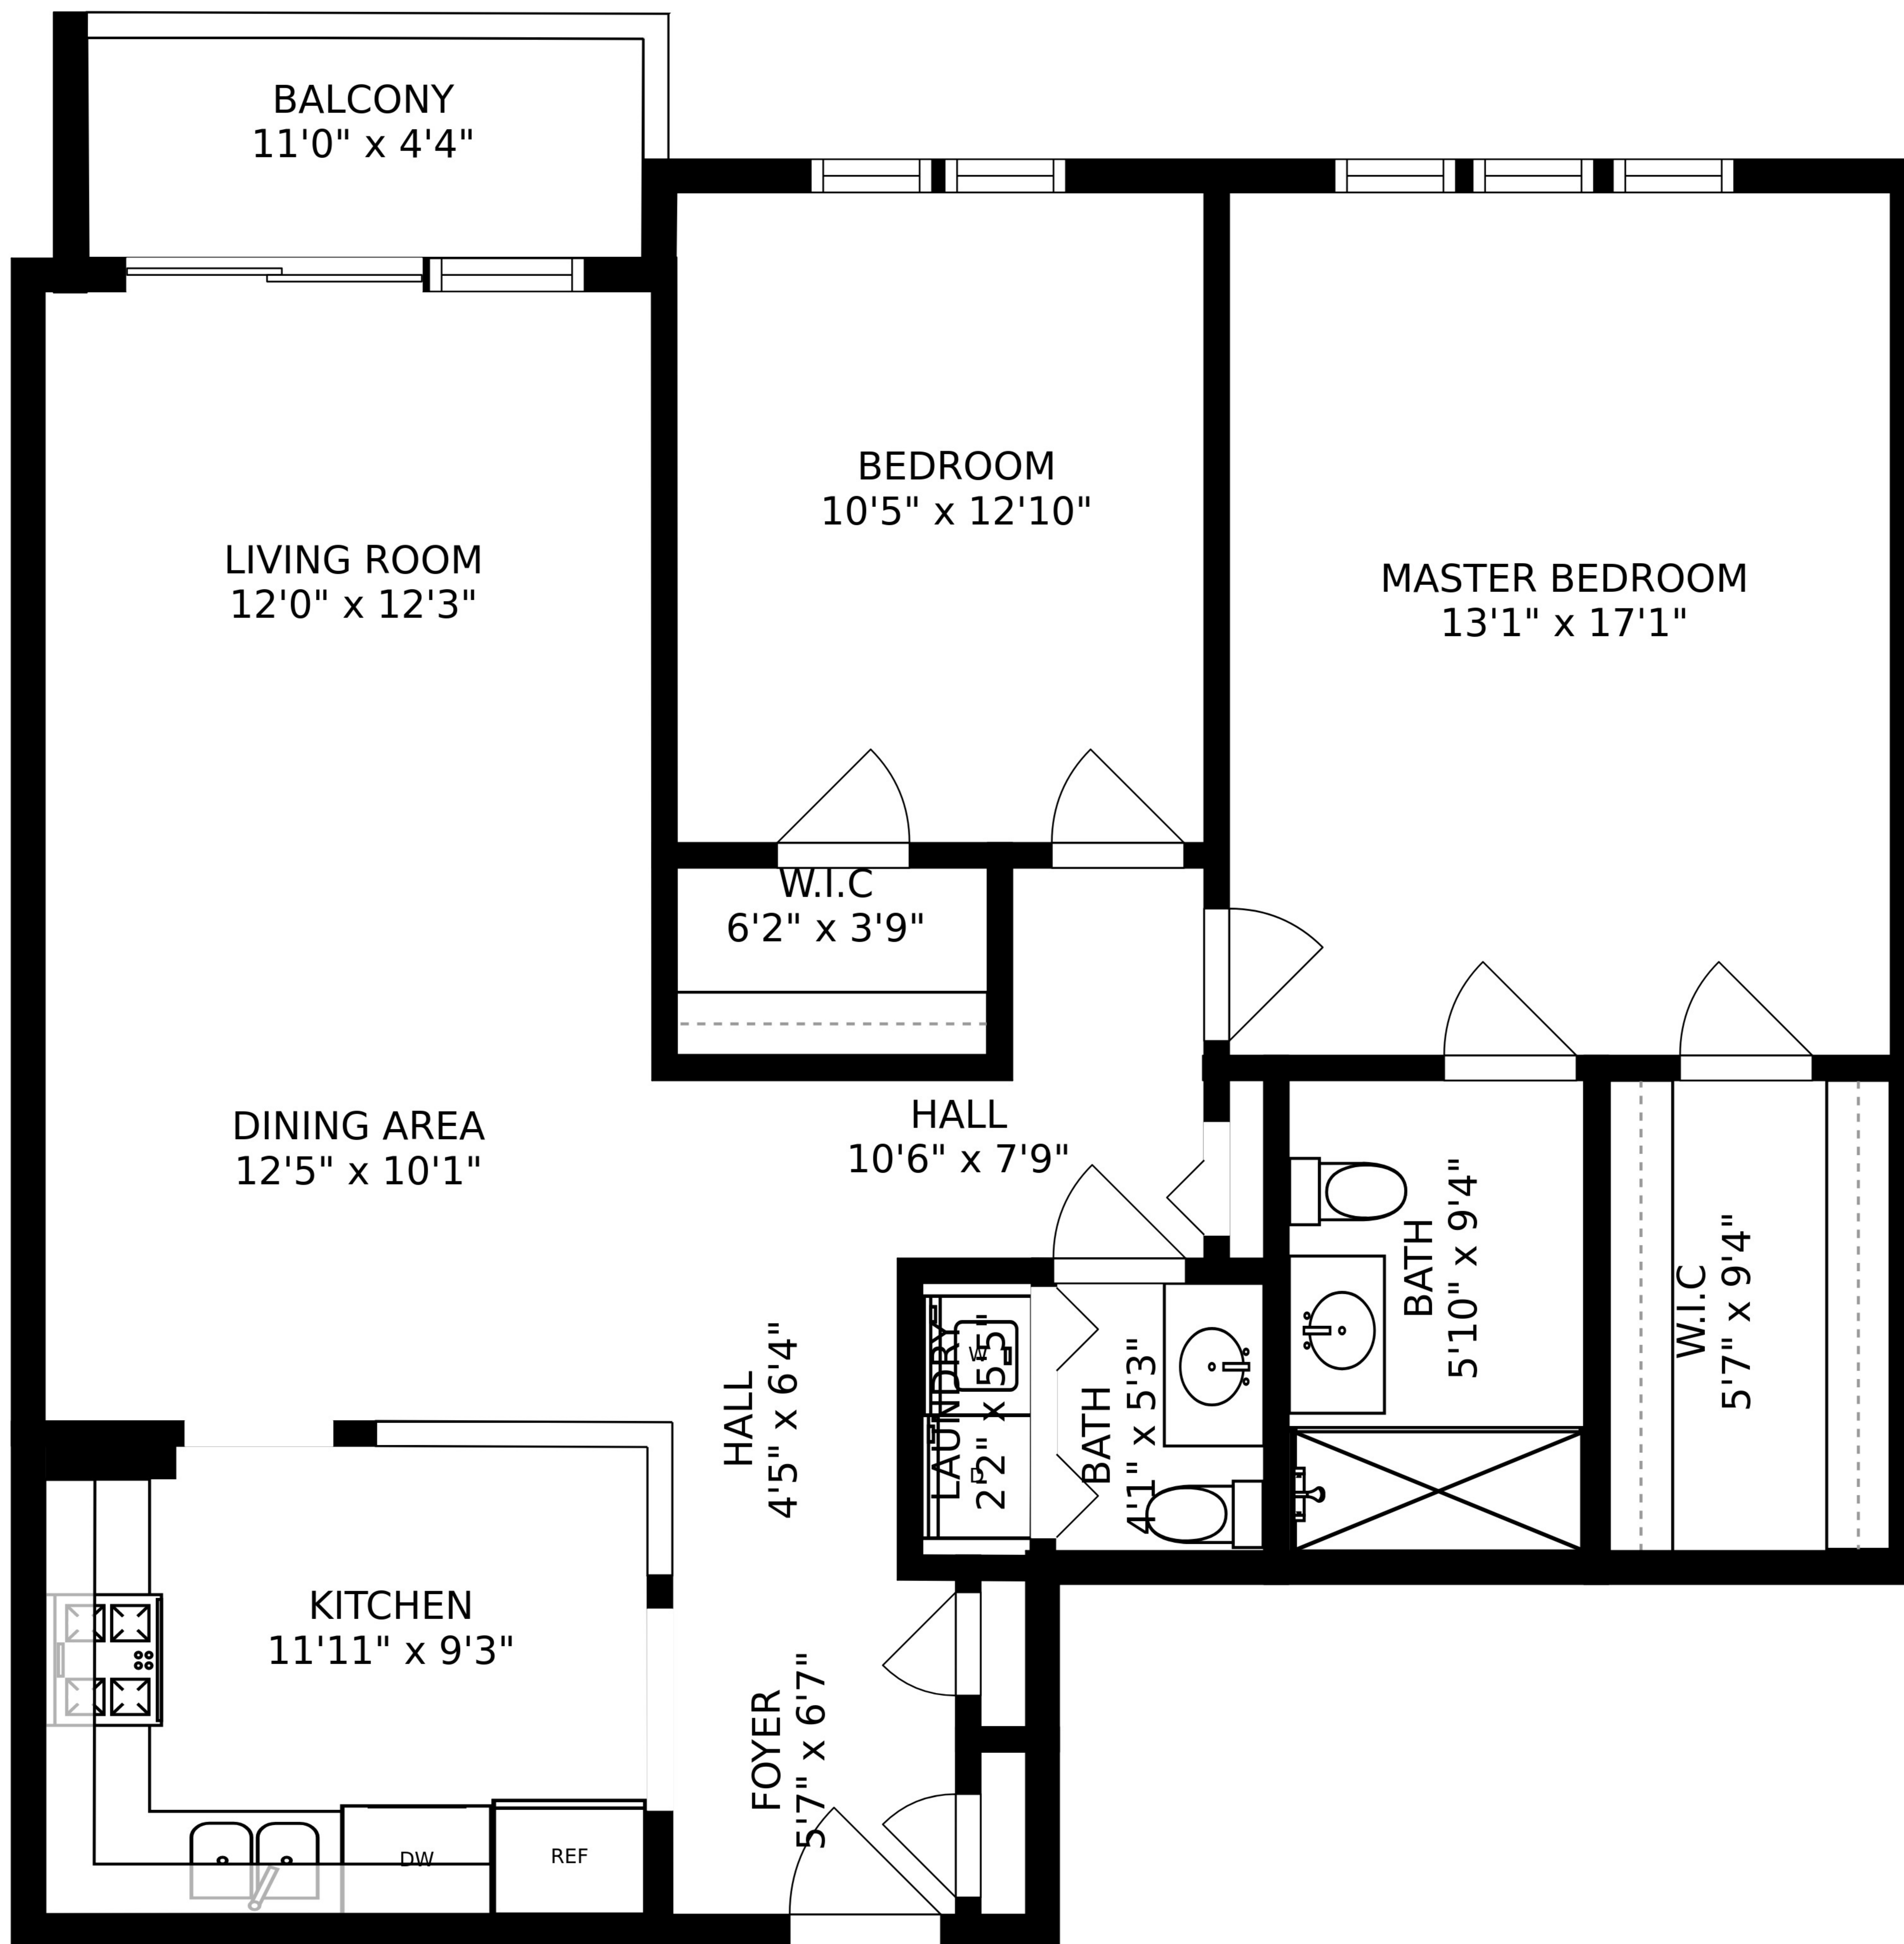 BALCONY
11'0" x 4'4"
BEDROOM
10'5" x 12'10"
LIVING ROOM
12'0" x 12'3"
MASTER BEDROOM
13'1" x 17'1"
W.I.C
6'2" x 3'9"
DINING AREA
12'5" x 10'1"
HALL
10'6" x 7'9"
HALL
4'5" x 6'4"
LAUNDRY
2'2" x 5'5"
W
D
BATH
4'1" x 5'3"
BATH
5'10" x 9'4"
W.I.C
5'7" x 9'4"
KITCHEN
11'11" x 9'3"
FOYER
5'7" x 6'7"
DW
REF